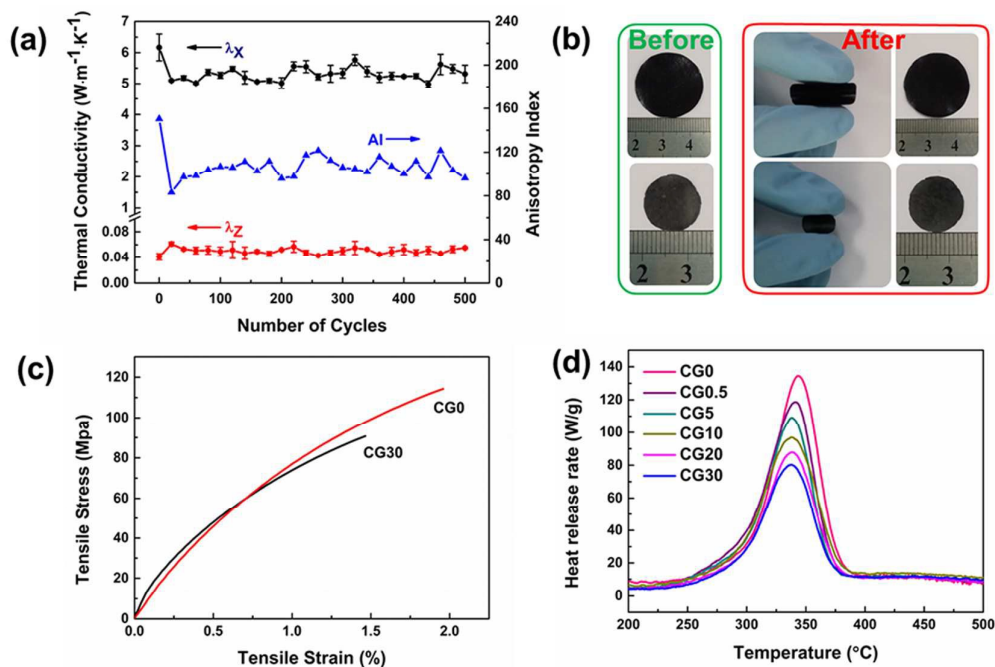 (a)
Thermal Conductivity (W·m⁻¹·K⁻¹)
7
6
5
4
3
2
1
0.08
0.04
0.00
λX
AI
λZ
240
200
160
120
80
40
0
Anisotropy Index
0 100 200 300 400 500
Number of Cycles
(b)
Before
After
2 3 4
2 3 4
2 3
2 3
(c)
Tensile Stress (Mpa)
120
100
80
60
40
20
0
CG0
CG30
0.0 0.5 1.0 1.5 2.0
Tensile Strain (%)
(d)
Heat release rate (W/g)
140
120
100
80
60
40
20
0
CG0
CG0.5
CG5
CG10
CG20
CG30
200 250 300 350 400 450 500
Temperature (°C)